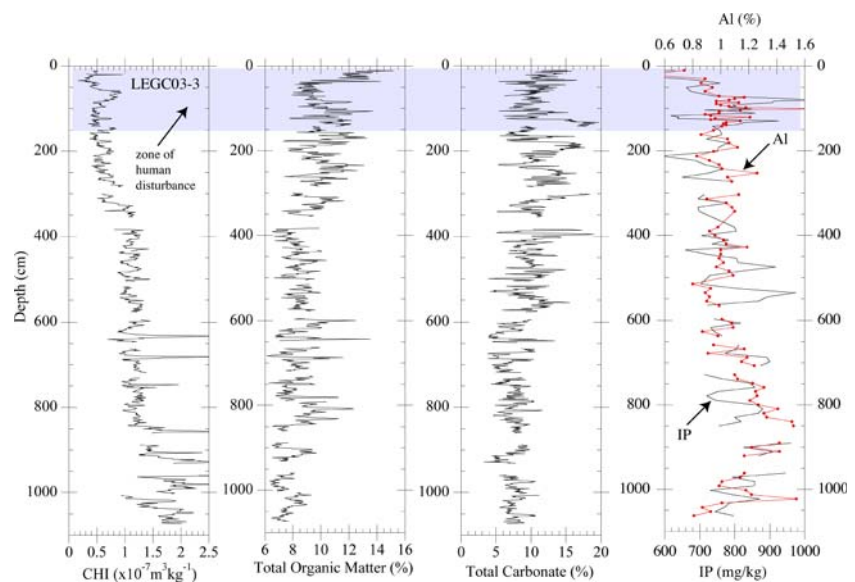 Al (%)
0.6 0.8 1 1.2 1.4 1.6
0 0 0 0 0
LEGC03-3
zone of
human
disturbance
200 200 200 200 200
Al
400 400 400 400 400
Depth (cm)
600 600 600 600 600
800 800 800 800 800
IP
1000 1000 1000 1000 1000
0 0.5 1 1.5 2 2.5 6 8 10 12 14 16 0 5 10 15 20 600 700 800 900 1000
CHI (x10-7m3kg-1) Total Organic Matter (%) Total Carbonate (%) IP (mg/kg)